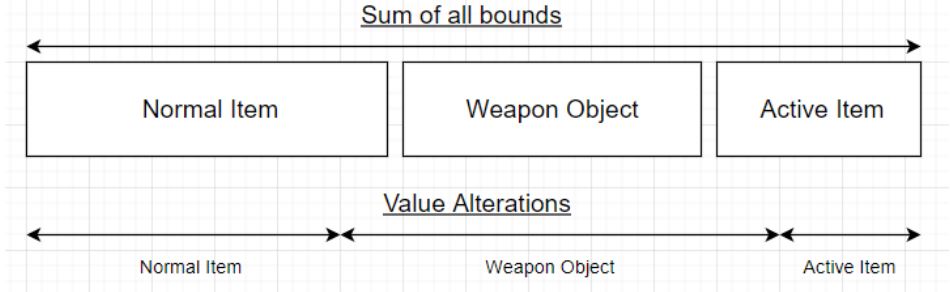 Sum of all bounds
Normal Item Weapon Object Active Item
Value Alterations
Normal Item Weapon Object Active Item